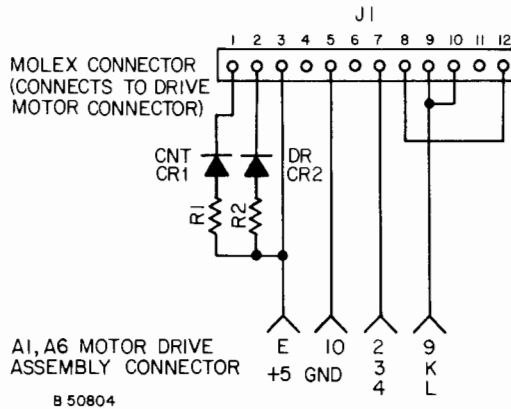 J1
1 2 3 4 5 6 7 8 9 10 11 12
MOLEX CONNECTOR
(CONNECTS TO DRIVE
MOTOR CONNECTOR)
CNT DR
CR1 CR2
R1 R2
A1, A6 MOTOR DRIVE
ASSEMBLY CONNECTOR
E 10 2 9
+5 GND 3 K
4 L
B 50804